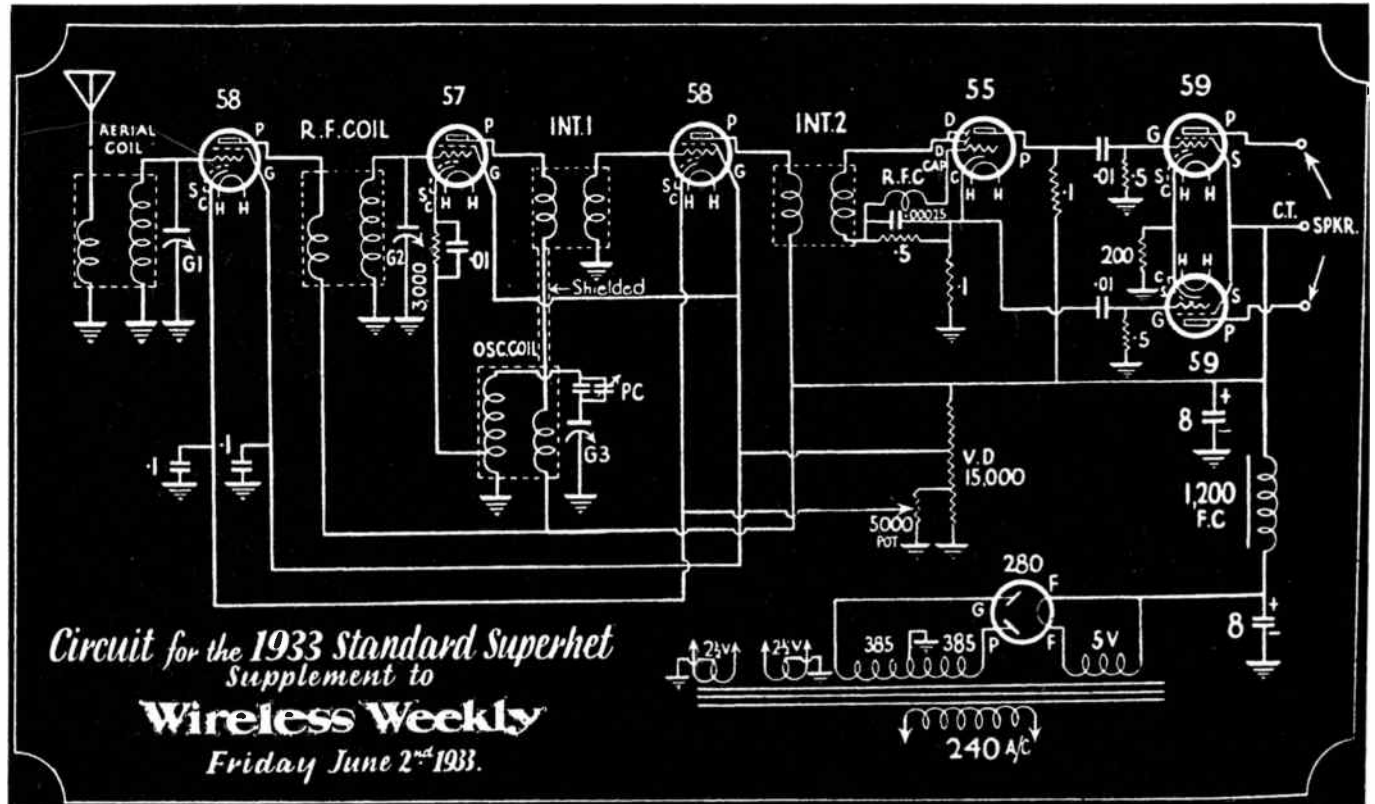 58
57
58
55
59
AERIAL
COIL
R.F.COIL
INT.1
INT.2
P
G
S
C
H H
P
G
S
C
H H
P
G
S
C
H H
D
D
CAP
C
H H
P
G
P
S
S
C
H H
R.F.C
.00025
.5
.1
.1
.01
.5
200
C.T.
SPKR.
G1
G2
3,000
.01
←Shielded
OSC.COIL
PC
G3
H H
C
S
G
S
P
.01
.5
59
.1
.1
8
+
-
V.D
15,000
5000
POT
1,200
F.C
280
G
P
F
F
8
+
-
2½V
2½V
385
385
5V
240 A/C
Circuit for the 1933 Standard Superhet
Supplement to
Wireless Weekly
Friday June 2nd 1933.